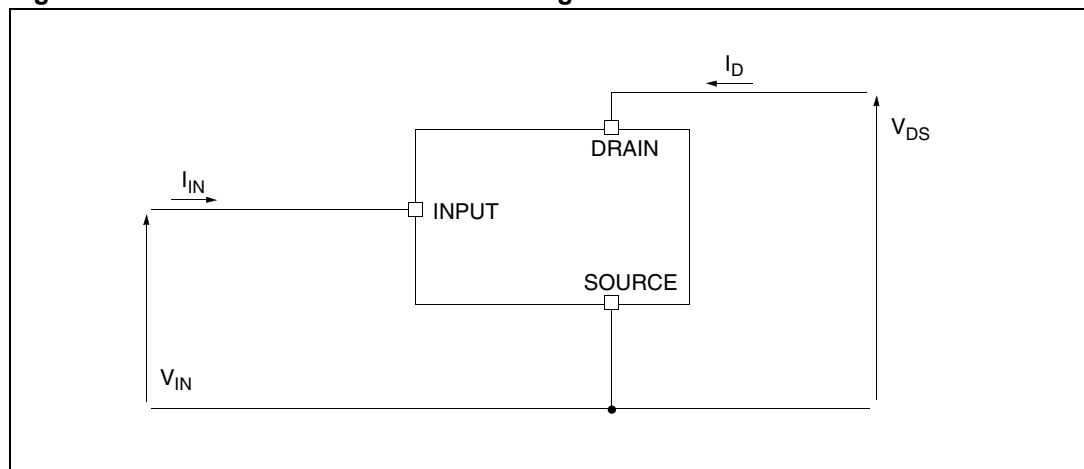 I_D
V_DS
DRAIN
I_IN
INPUT
SOURCE
V_IN